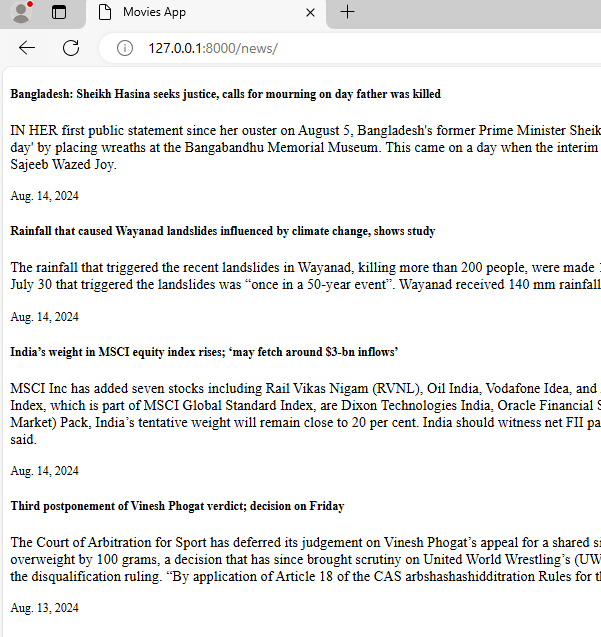 Movies App
127.0.0.1:8000/news/
Bangladesh: Sheikh Hasina seeks justice, calls for mourning on day father was killed
IN HER first public statement since her ouster on August 5, Bangladesh's former Prime Minister Sheik
day' by placing wreaths at the Bangabandhu Memorial Museum. This came on a day when the interim
Sajeeb Wazed Joy.
Aug. 14, 2024
Rainfall that caused Wayanad landslides influenced by climate change, shows study
The rainfall that triggered the recent landslides in Wayanad, killing more than 200 people, were made
July 30 that triggered the landslides was “once in a 50-year event”. Wayanad received 140 mm rainfall
Aug. 14, 2024
India’s weight in MSCI equity index rises; ‘may fetch around $3-bn inflows’
MSCI Inc has added seven stocks including Rail Vikas Nigam (RVNL), Oil India, Vodafone Idea, and
Index, which is part of MSCI Global Standard Index, are Dixon Technologies India, Oracle Financial S
Market) Pack, India’s tentative weight will remain close to 20 per cent. India should witness net FII pa
said.
Aug. 14, 2024
Third postponement of Vinesh Phogat verdict; decision on Friday
The Court of Arbitration for Sport has deferred its judgement on Vinesh Phogat’s appeal for a shared si
overweight by 100 grams, a decision that has since brought scrutiny on United World Wrestling’s (UW
the disqualification ruling. “By application of Article 18 of the CAS arbshashashidditration Rules for t
Aug. 13, 2024